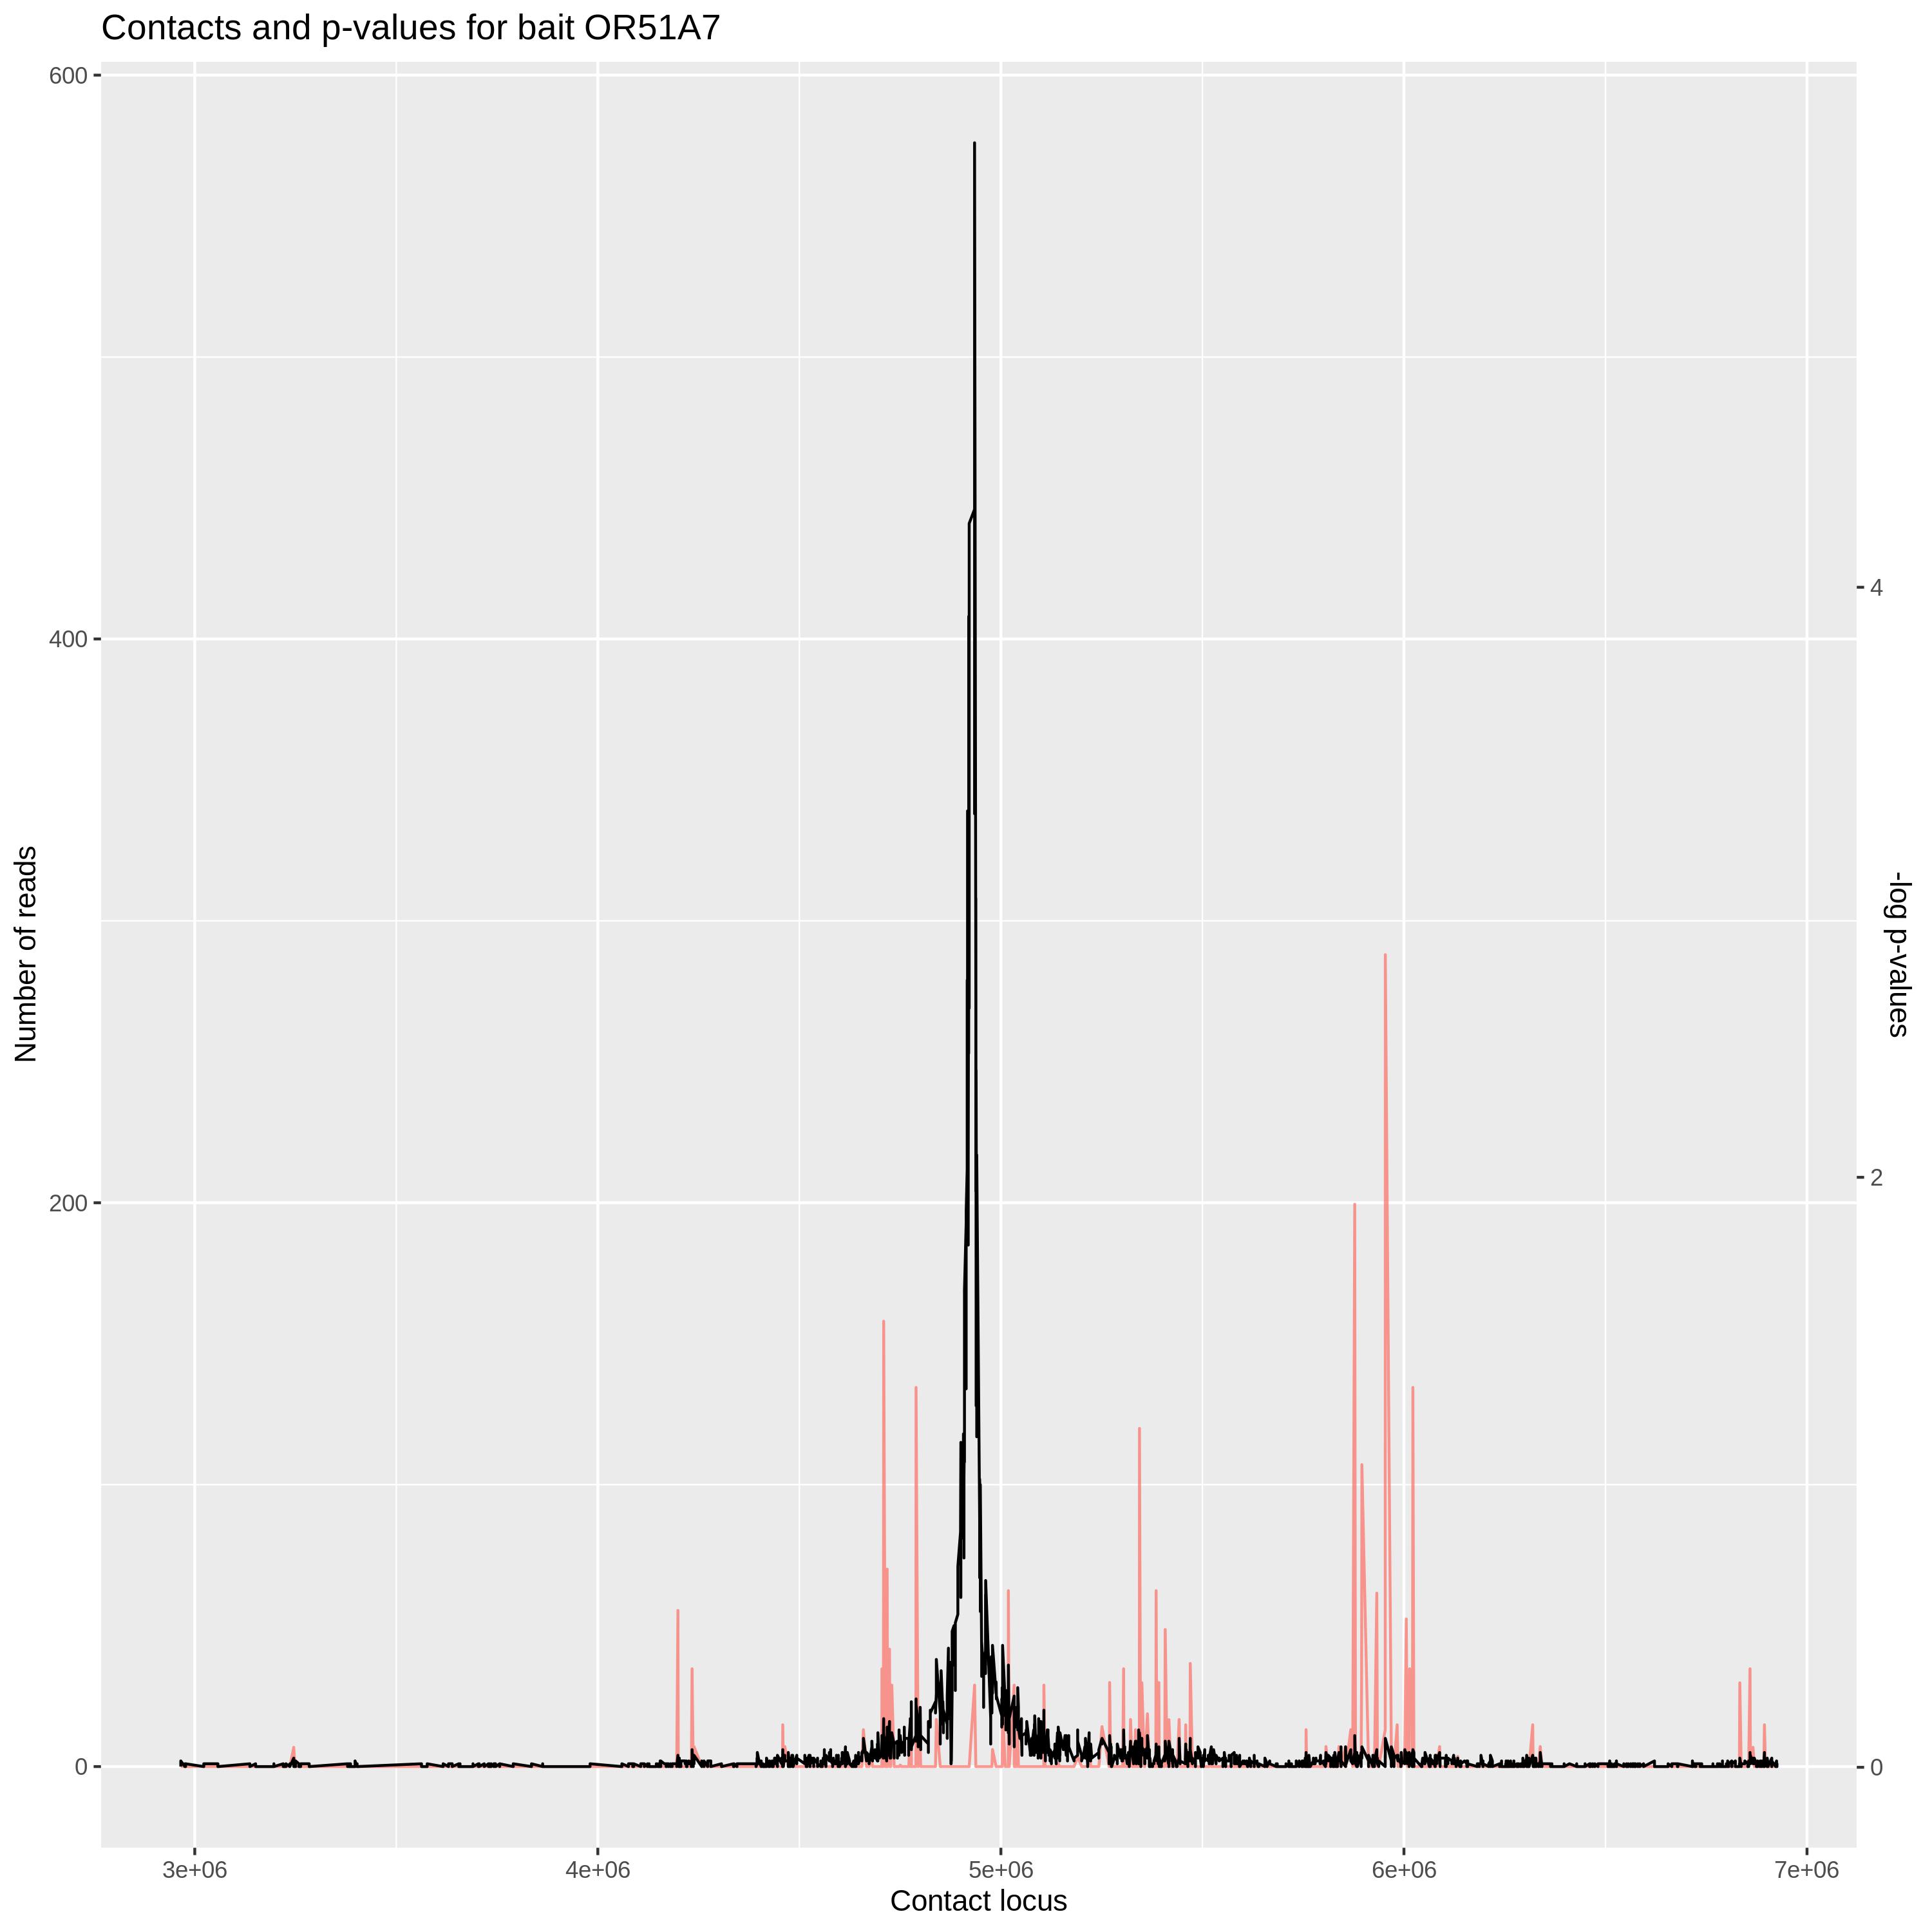 Contacts and p-values for bait OR51A7
600
400
200
0
Number of reads
4
2
0
-log p-values
3e+06 4e+06 5e+06 6e+06 7e+06
Contact locus